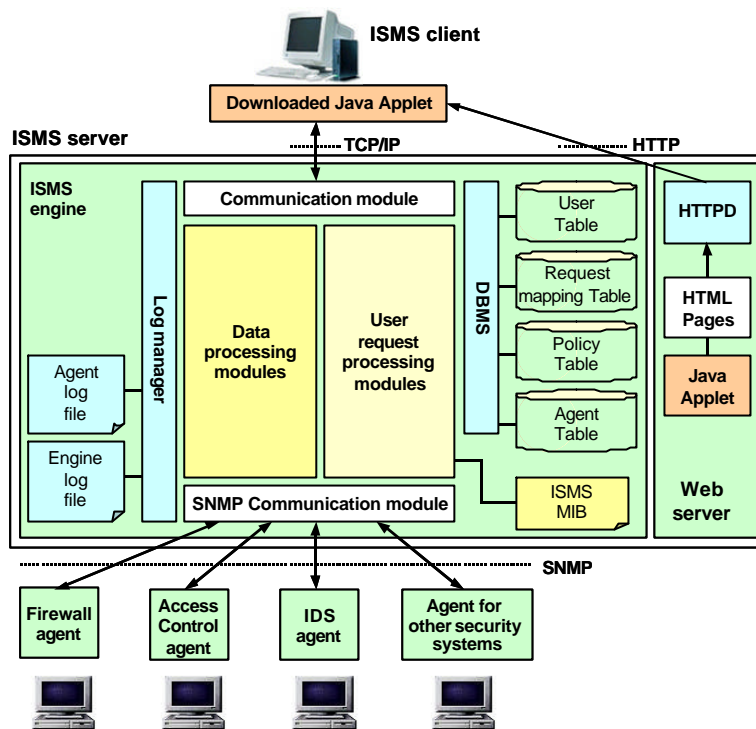 ISMS client
Downloaded Java Applet
ISMS server
TCP/IP
HTTP
ISMS
engine
Communication module
Log manager
Data
processing
modules
User
request
processing
modules
DBMS
User
Table
Request
mapping Table
Policy
Table
Agent
Table
Agent
log
file
Engine
log
file
SNMP Communication module
ISMS
MIB
HTTPD
HTML
Pages
Java
Applet
Web
server
SNMP
Firewall
agent
Access
Control
agent
IDS
agent
Agent for
other security
systems